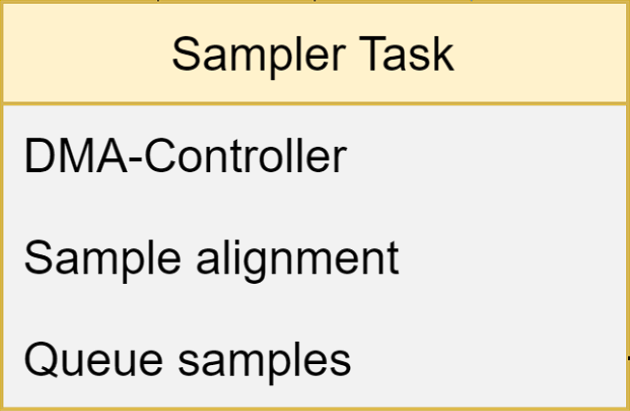 Sampler Task
DMA-Controller
Sample alignment
Queue samples